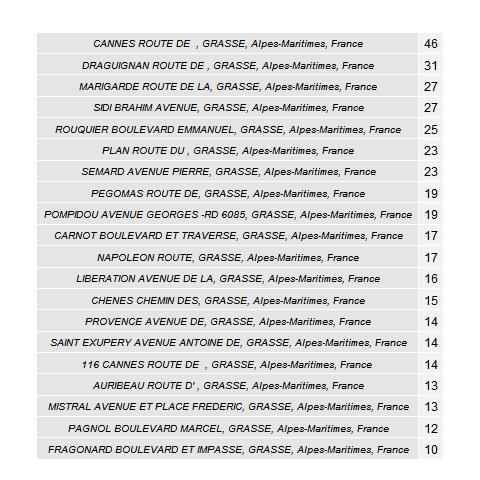 CANNES ROUTE DE  , GRASSE, Alpes-Maritimes, France 46
DRAGUIGNAN ROUTE DE , GRASSE, Alpes-Maritimes, France 31
MARIGARDE ROUTE DE LA, GRASSE, Alpes-Maritimes, France 27
SIDI BRAHIM AVENUE, GRASSE, Alpes-Maritimes, France 27
ROUQUIER BOULEVARD EMMANUEL, GRASSE, Alpes-Maritimes, France 25
PLAN ROUTE DU , GRASSE, Alpes-Maritimes, France 23
SEMARD AVENUE PIERRE, GRASSE, Alpes-Maritimes, France 23
PEGOMAS ROUTE DE, GRASSE, Alpes-Maritimes, France 19
POMPIDOU AVENUE GEORGES -RD 6085, GRASSE, Alpes-Maritimes, France 19
CARNOT BOULEVARD ET TRAVERSE, GRASSE, Alpes-Maritimes, France 17
NAPOLEON ROUTE, GRASSE, Alpes-Maritimes, France 17
LIBERATION AVENUE DE LA, GRASSE, Alpes-Maritimes, France 16
CHENES CHEMIN DES, GRASSE, Alpes-Maritimes, France 15
PROVENCE AVENUE DE, GRASSE, Alpes-Maritimes, France 14
SAINT EXUPERY AVENUE ANTOINE DE, GRASSE, Alpes-Maritimes, France 14
116 CANNES ROUTE DE  , GRASSE, Alpes-Maritimes, France 14
AURIBEAU ROUTE D' , GRASSE, Alpes-Maritimes, France 13
MISTRAL AVENUE ET PLACE FREDERIC, GRASSE, Alpes-Maritimes, France 13
PAGNOL BOULEVARD MARCEL, GRASSE, Alpes-Maritimes, France 12
FRAGONARD BOULEVARD ET IMPASSE, GRASSE, Alpes-Maritimes, France 10